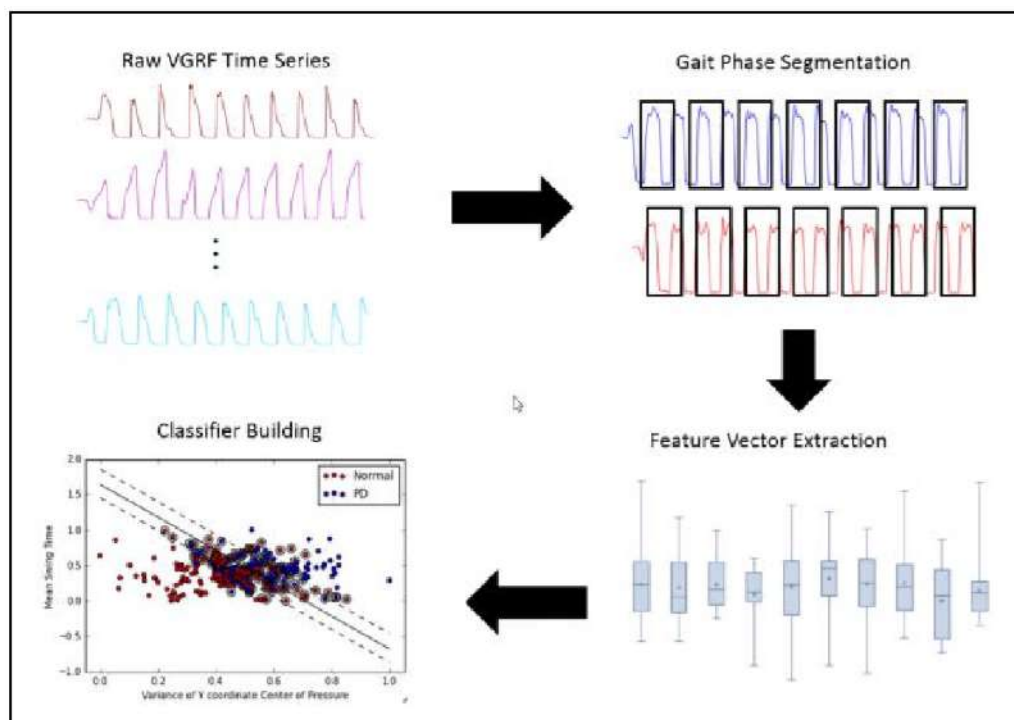 Raw VGRF Time Series
Gait Phase Segmentation
Classifier Building
Feature Vector Extraction
Normal
PD
2.0
1.5
1.0
0.5
0.0
−0.5
−1.0
Mean Swing Time
0.0
0.2
0.4
0.6
0.8
1.0
Variance of Y coordinate Center of Pressure